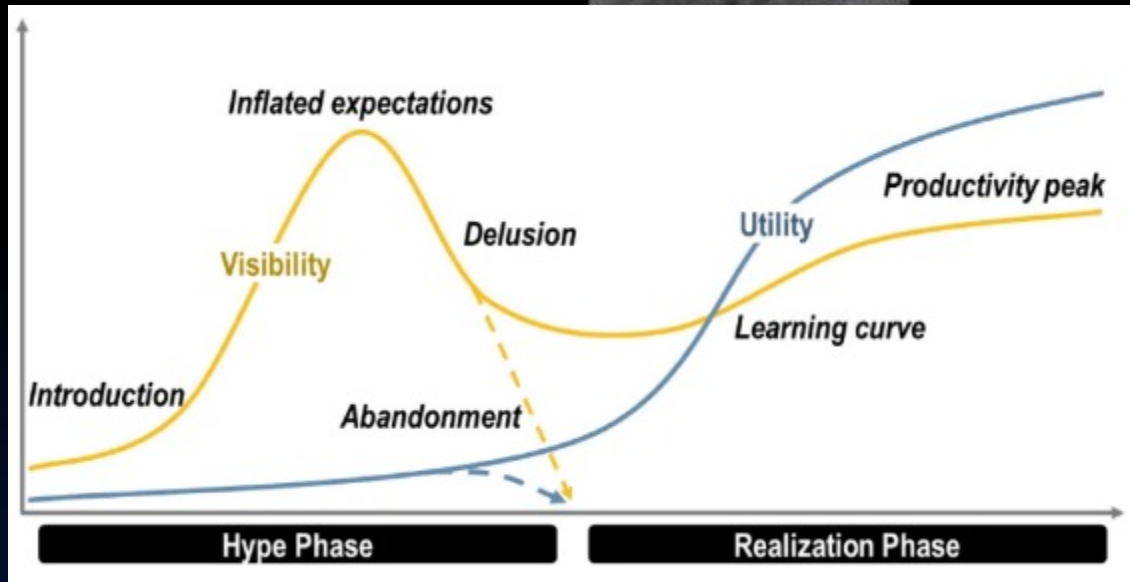 Inflated expectations
Productivity peak
Delusion
Utility
Visibility
Learning curve
Introduction
Abandonment
Hype Phase
Realization Phase